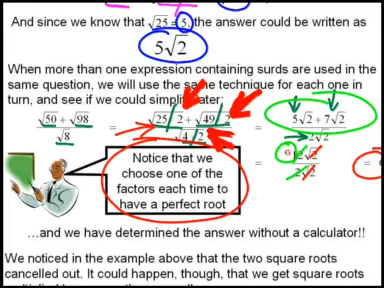 And since we know that √25 = 5, the answer could be written as
5√2
When more than one expression containing surds are used in the
same question, we will use the same technique for each one in
turn, and see if we could simplify later;
√50 + √98 / √8 = √25 2 + √49 2 / √4 2 = 5√2 + 7√2 / 2√2
= 6 12√2 / 2√2 =
Notice that we
choose one of the
factors each time to
have a perfect root
...and we have determined the answer without a calculator!!
We noticed in the example above that the two square roots
cancelled out. It could happen, though, that we get square roots